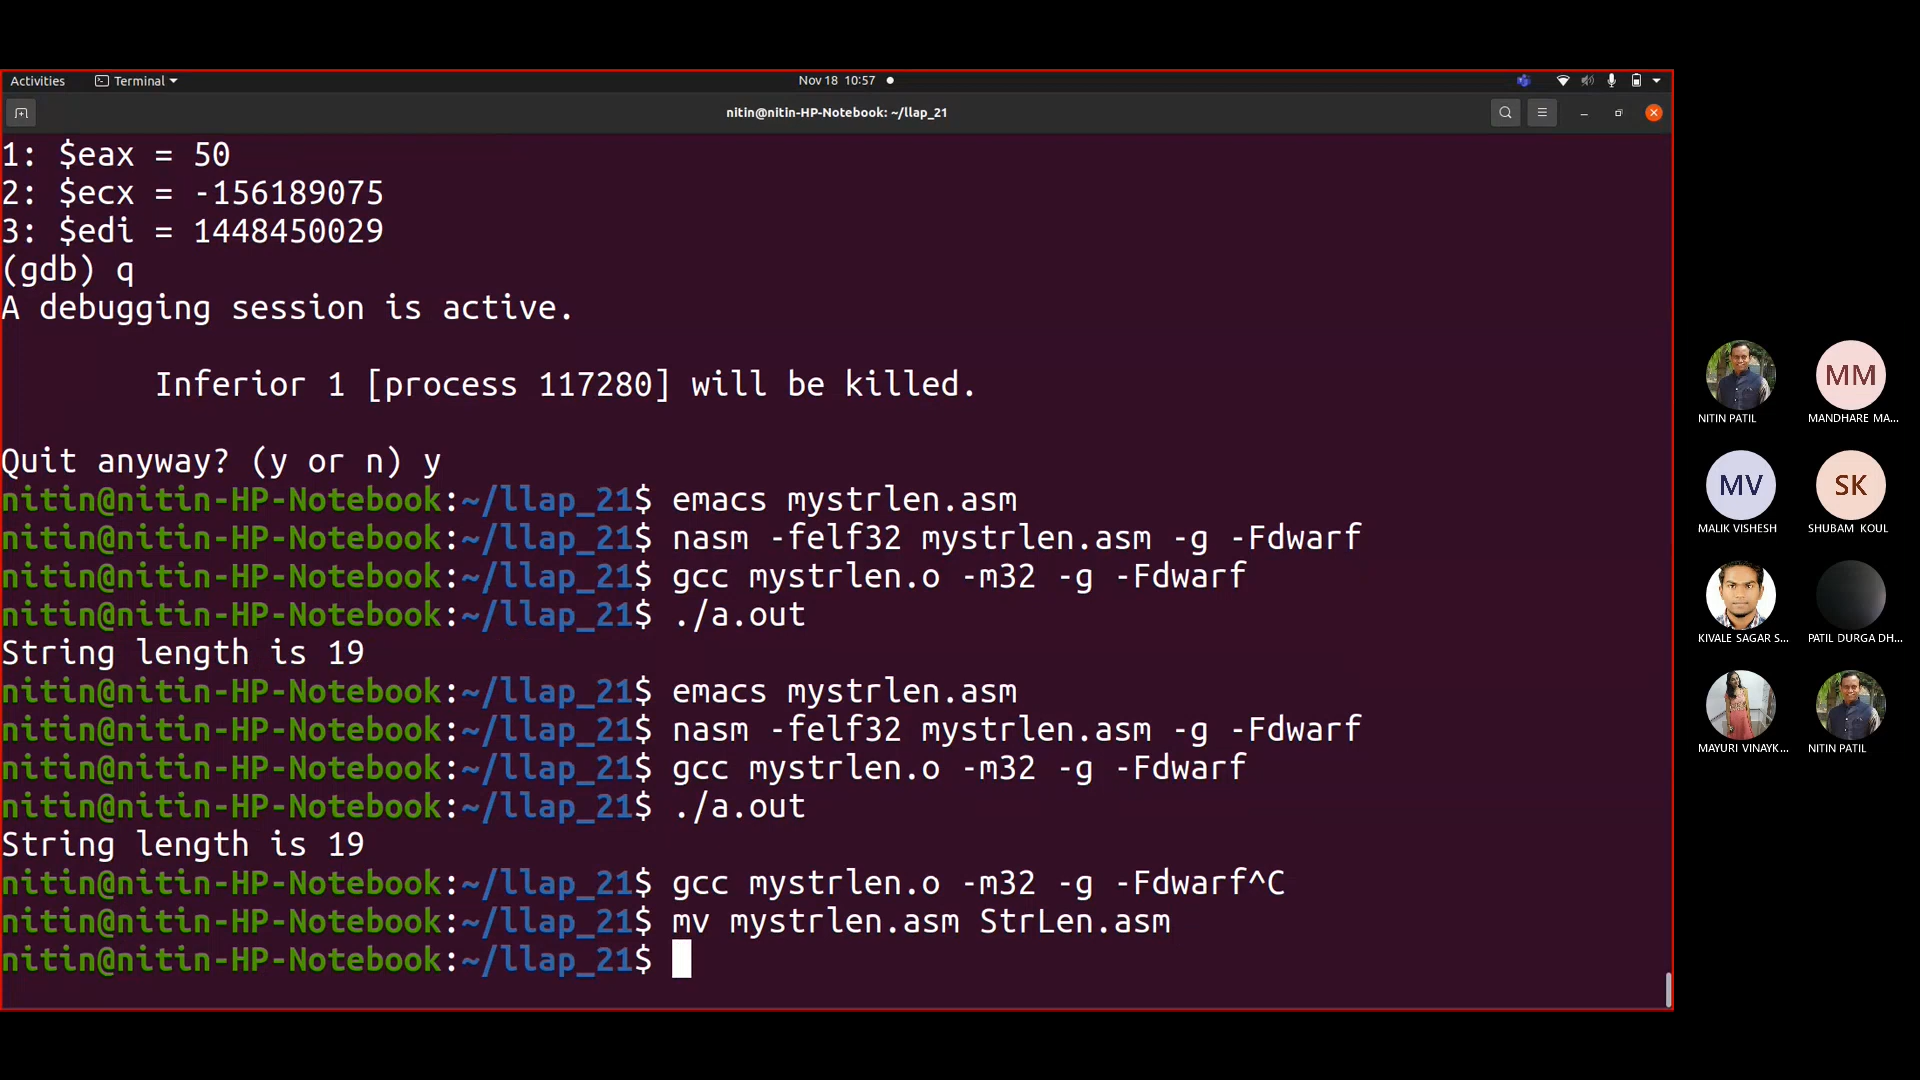 Activities Terminal Nov 18 10:57
nitin@nitin-HP-Notebook: ~/llap_21
1: $eax = 50
2: $ecx = -156189075
3: $edi = 1448450029
(gdb) q
A debugging session is active.
Inferior 1 [process 117280] will be killed.
Quit anyway? (y or n) y
nitin@nitin-HP-Notebook:~/llap_21$ emacs mystrlen.asm
nitin@nitin-HP-Notebook:~/llap_21$ nasm -felf32 mystrlen.asm -g -Fdwarf
nitin@nitin-HP-Notebook:~/llap_21$ gcc mystrlen.o -m32 -g -Fdwarf
nitin@nitin-HP-Notebook:~/llap_21$ ./a.out
String length is 19
nitin@nitin-HP-Notebook:~/llap_21$ emacs mystrlen.asm
nitin@nitin-HP-Notebook:~/llap_21$ nasm -felf32 mystrlen.asm -g -Fdwarf
nitin@nitin-HP-Notebook:~/llap_21$ gcc mystrlen.o -m32 -g -Fdwarf
nitin@nitin-HP-Notebook:~/llap_21$ ./a.out
String length is 19
nitin@nitin-HP-Notebook:~/llap_21$ gcc mystrlen.o -m32 -g -Fdwarf^C
nitin@nitin-HP-Notebook:~/llap_21$ mv mystrlen.asm StrLen.asm
nitin@nitin-HP-Notebook:~/llap_21$
MM
NITIN PATIL MANDHARE MA...
MV SK
MALIK VISHESH SHUBAM KOUL
KIVALE SAGAR S... PATIL DURGA DH...
MAYURI VINAYK... NITIN PATIL